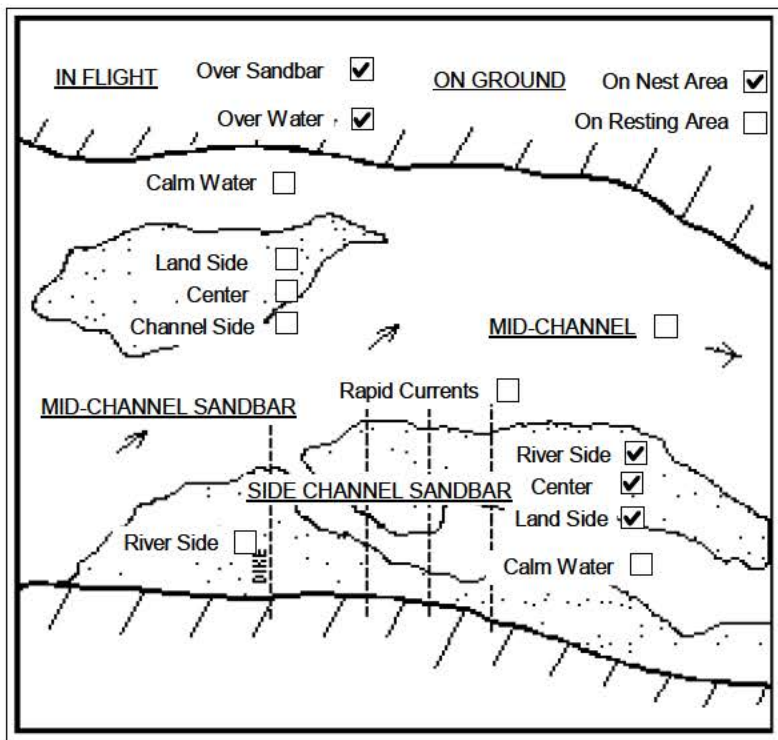 IN FLIGHT Over Sandbar ON GROUND On Nest Area
Over Water On Resting Area
Calm Water
Land Side
Center
Channel Side
MID-CHANNEL
Rapid Currents
MID-CHANNEL SANDBAR
River Side
SIDE CHANNEL SANDBAR Center
Land Side
River Side
DIKE
Calm Water